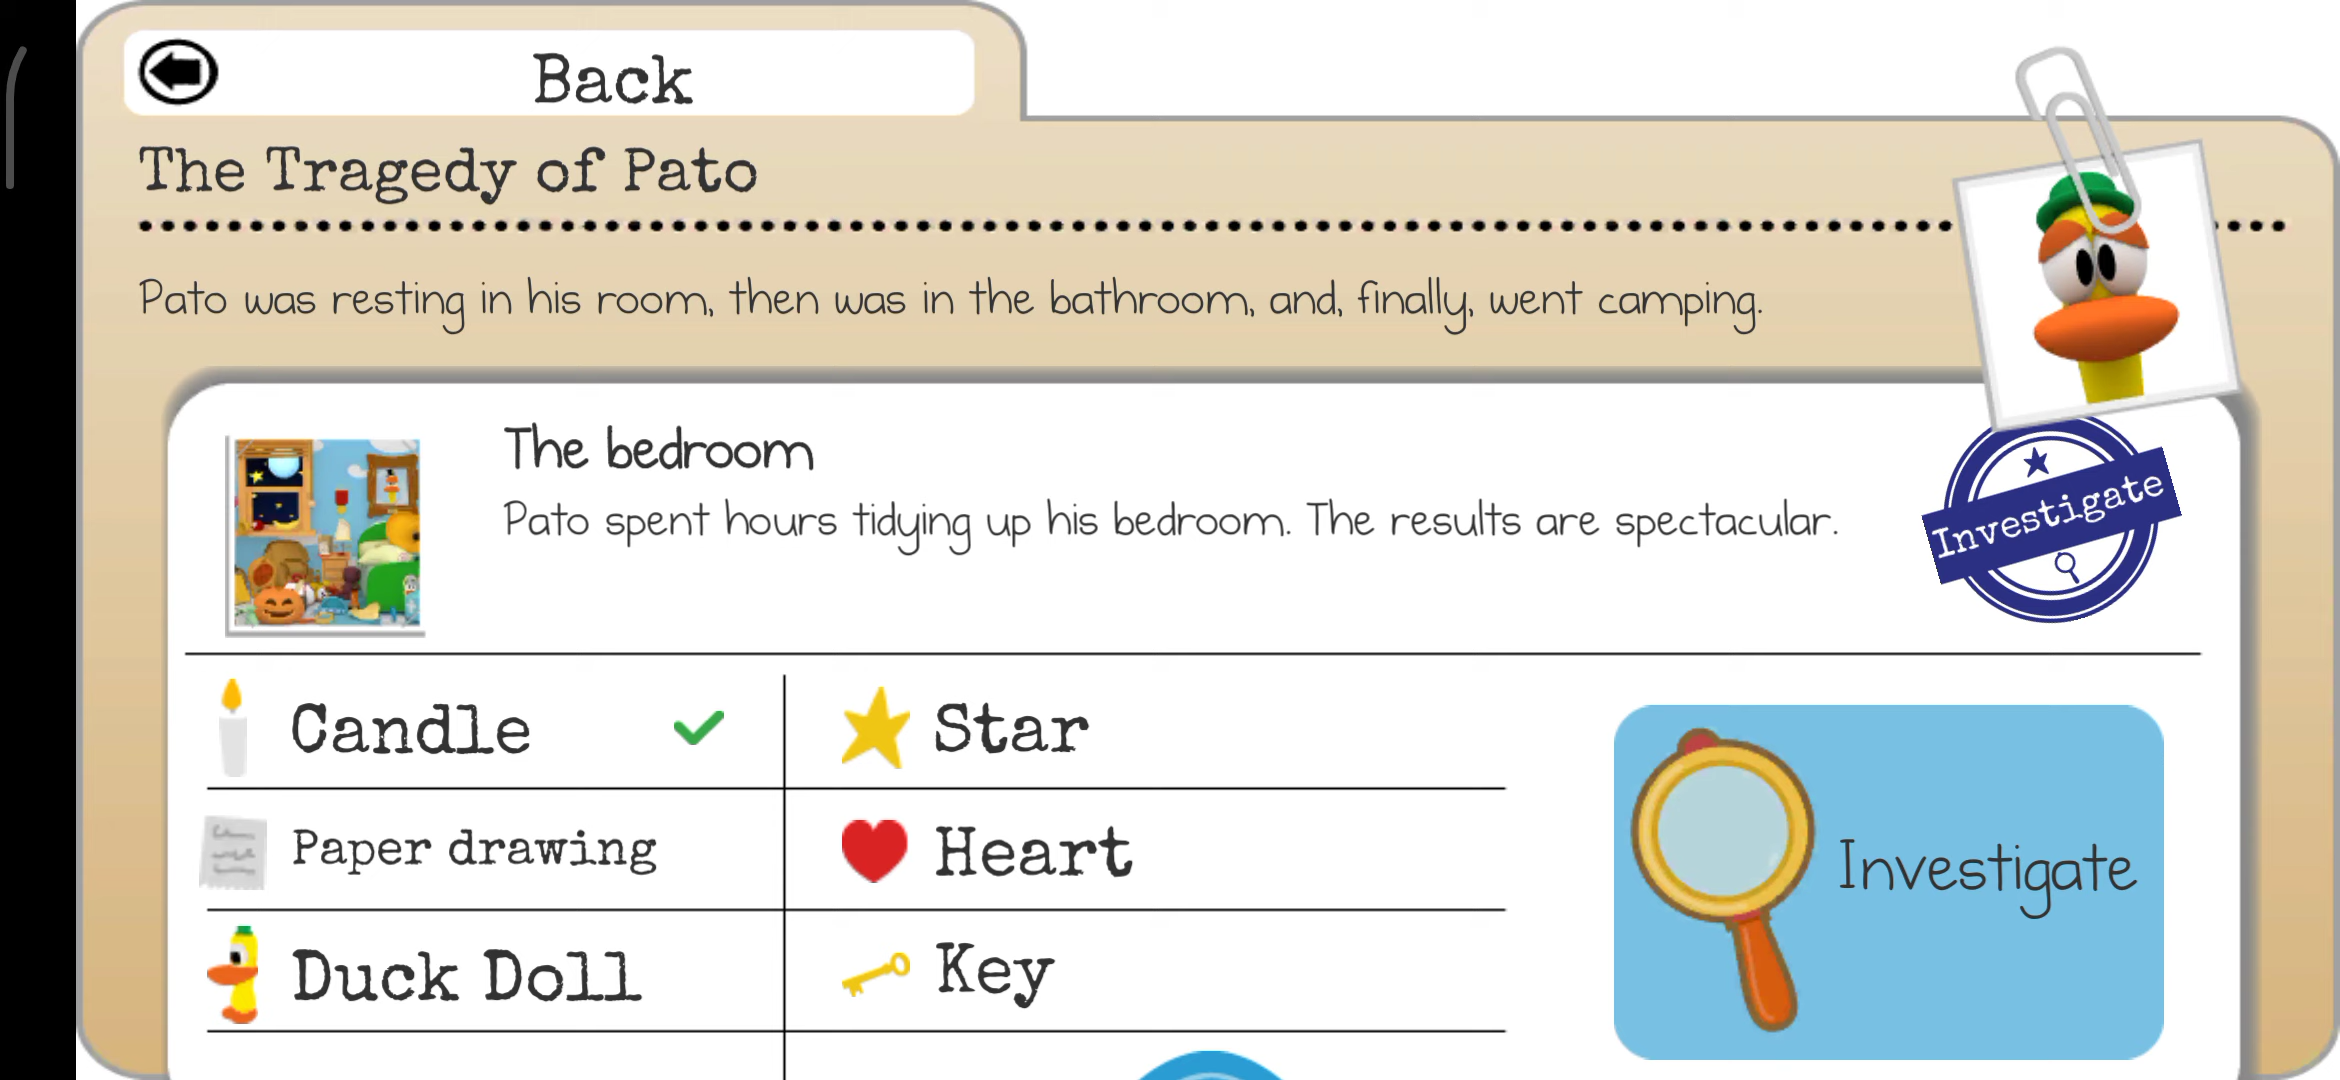 Back
The Tragedy of Pato
Pato was resting in his room, then was in the bathroom, and, finally, went camping.
The bedroom
Pato spent hours tidying up his bedroom. The results are spectacular.
Investigate
Candle
Star
Paper drawing
Heart
Investigate
Duck Doll
Key